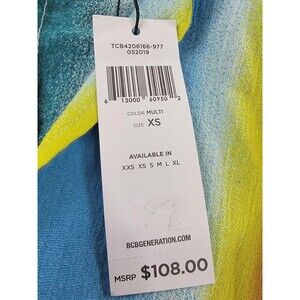 TCB4206166-977
052019
6 13000 60950 2
COLOR MULTI
SIZE XS
AVAILABLE IN
XXS XS S M L XL
BCBGENERATION.COM
MSRP $108.00